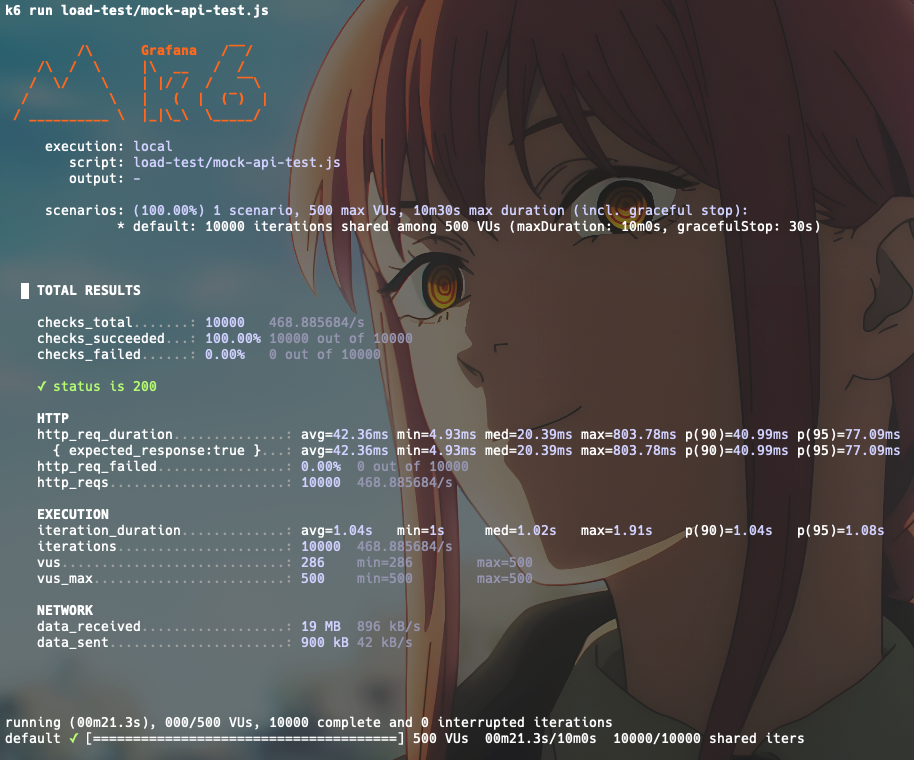 k6 run load-test/mock-api-test.js
Grafana
execution: local
script: load-test/mock-api-test.js
output: -
scenarios: (100.00%) 1 scenario, 500 max VUs, 10m30s max duration (incl. graceful stop):
* default: 10000 iterations shared among 500 VUs (maxDuration: 10m0s, gracefulStop: 30s)
█ TOTAL RESULTS
checks_total.......: 10000   468.885684/s
checks_succeeded...: 100.00% 10000 out of 10000
checks_failed......: 0.00%   0 out of 10000
✓ status is 200
HTTP
http_req_duration..............: avg=42.36ms min=4.93ms med=20.39ms max=803.78ms p(90)=40.99ms p(95)=77.09ms
{ expected_response:true }...: avg=42.36ms min=4.93ms med=20.39ms max=803.78ms p(90)=40.99ms p(95)=77.09ms
http_req_failed................: 0.00%  0 out of 10000
http_reqs......................: 10000  468.885684/s
EXECUTION
iteration_duration.............: avg=1.04s   min=1s     med=1.02s   max=1.91s    p(90)=1.04s   p(95)=1.08s
iterations.....................: 10000  468.885684/s
vus............................: 286    min=286        max=500
vus_max........................: 500    min=500        max=500
NETWORK
data_received..................: 19 MB  896 kB/s
data_sent......................: 900 kB 42 kB/s
running (00m21.3s), 000/500 VUs, 10000 complete and 0 interrupted iterations
default ✓ [======================================] 500 VUs  00m21.3s/10m0s  10000/10000 shared iters